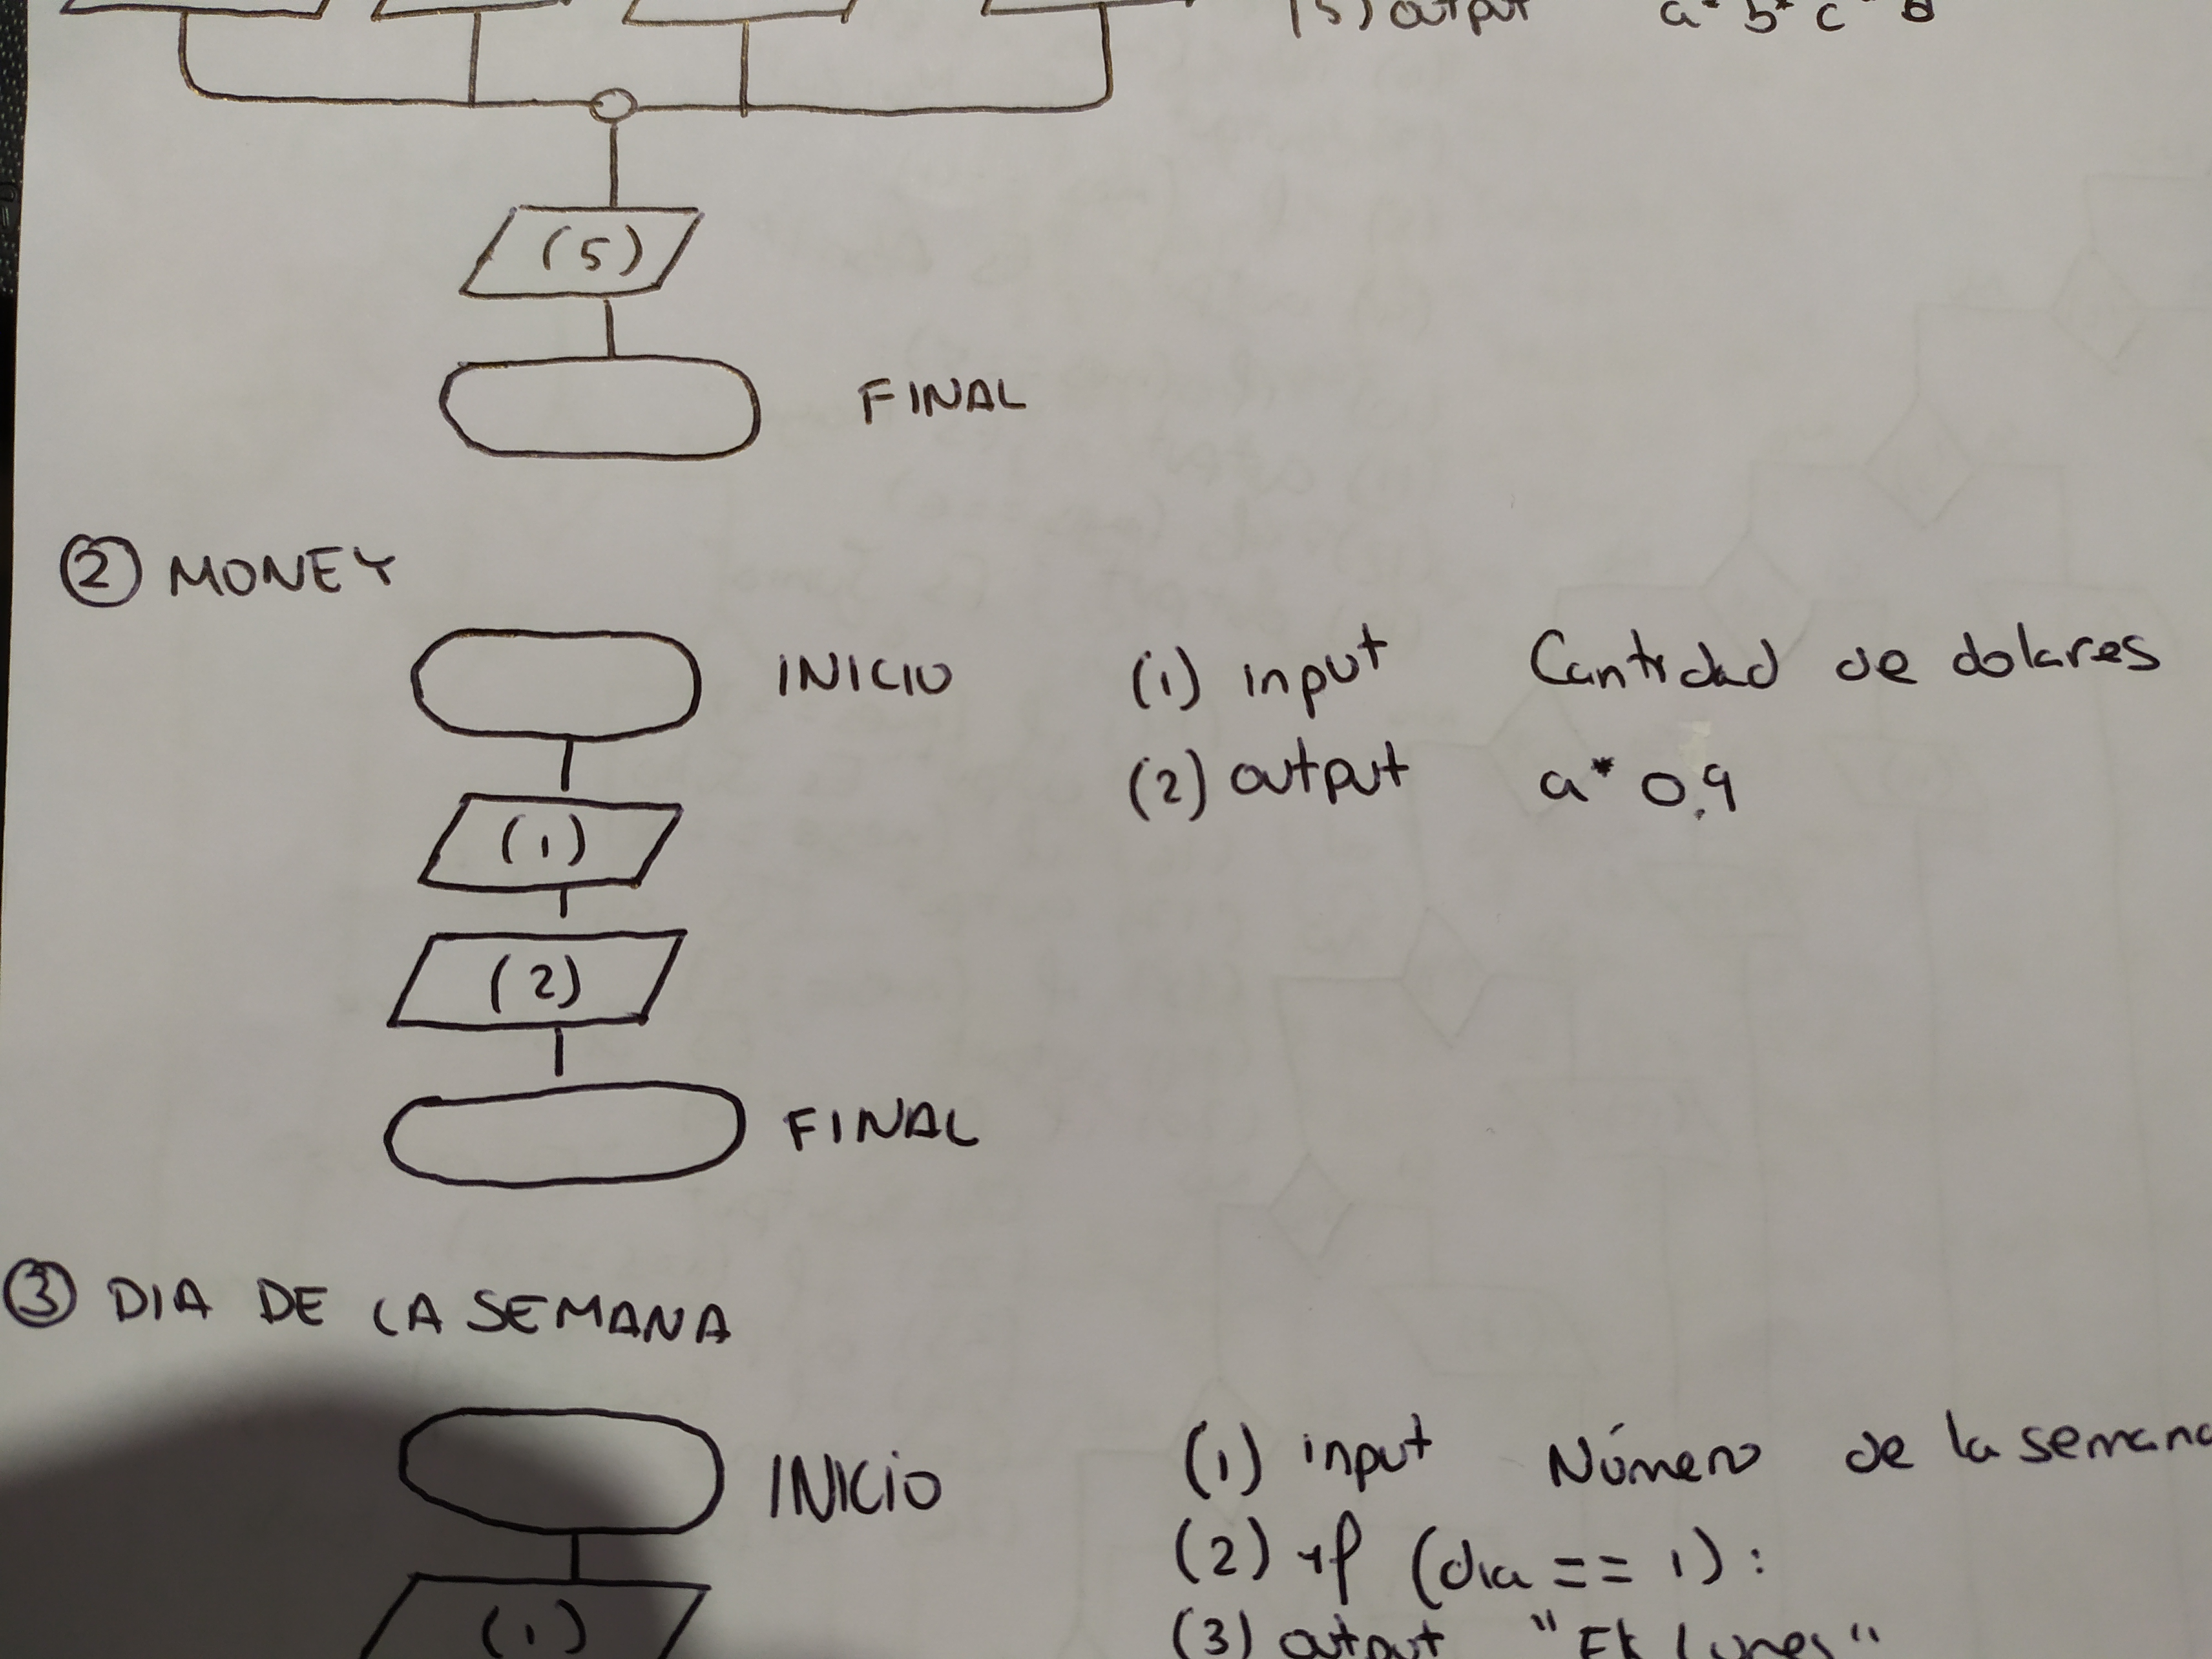 (5) output a * b * c * d
(5)
FINAL
② MONEY
INICIO
(1) input Cantidad de dolares
(2) output a * 0,9
(1)
(2)
FINAL
③ DIA DE LA SEMANA
INICIO
(1) input Número de la semana
(2) if (dia == 1):
(3) output "Ek lunes"
(1)